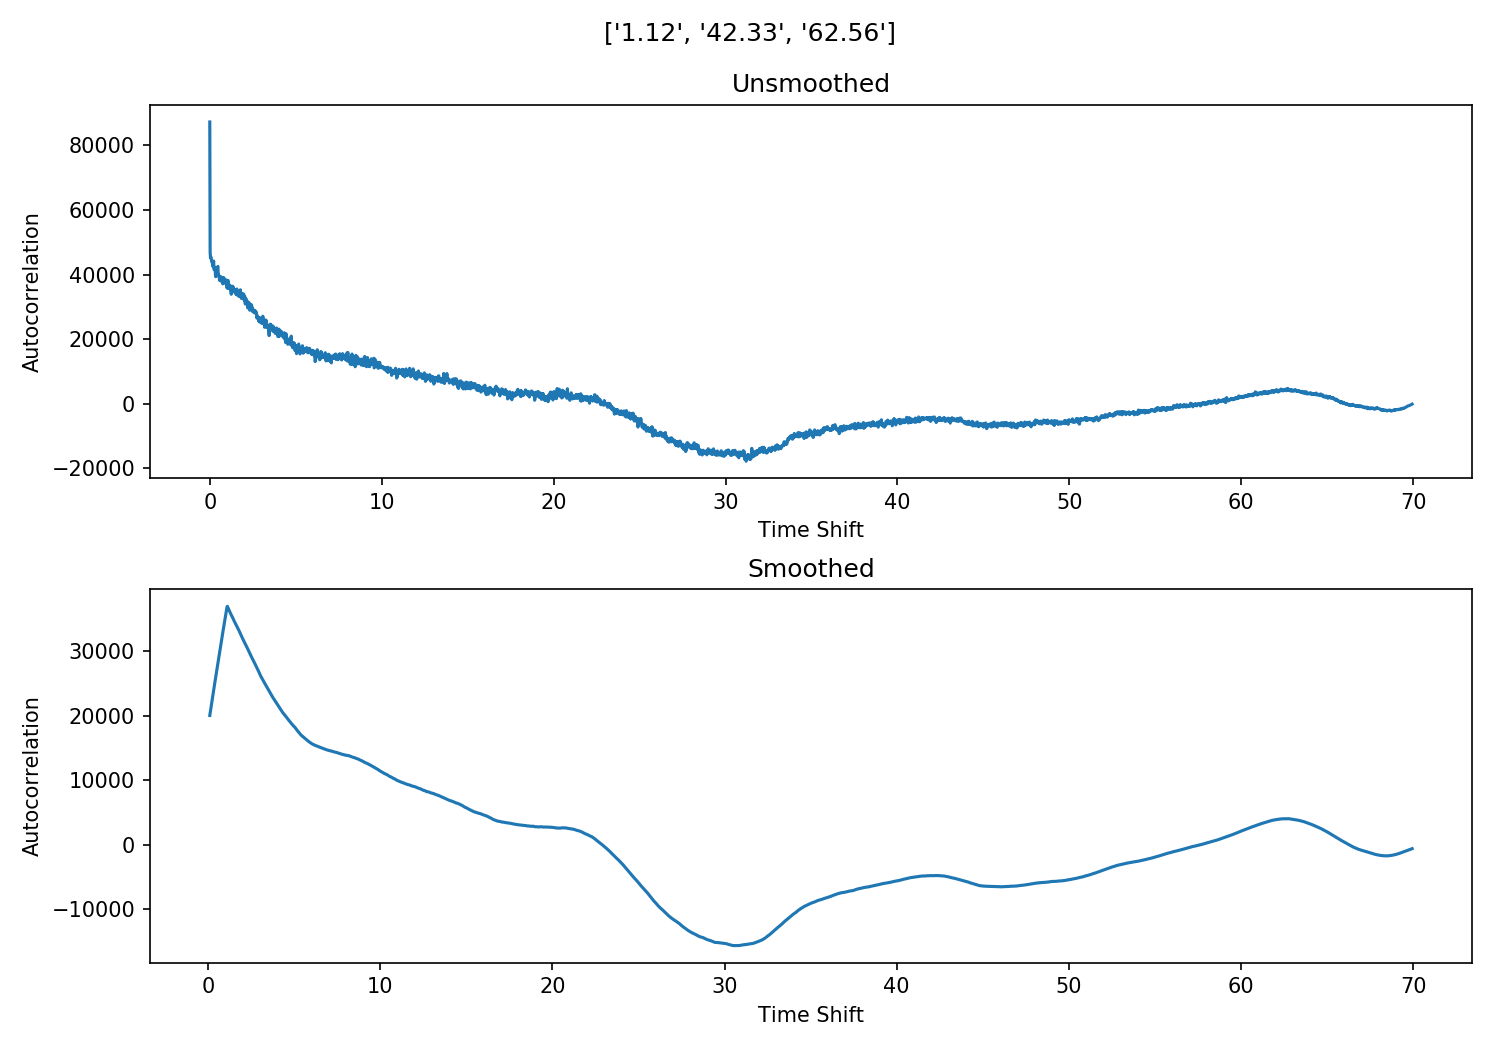 ['1.12', '42.33', '62.56']
Unsmoothed
Autocorrelation
80000
60000
40000
20000
0
−20000
0 10 20 30 40 50 60 70
Time Shift
Smoothed
Autocorrelation
30000
20000
10000
0
−10000
0 10 20 30 40 50 60 70
Time Shift